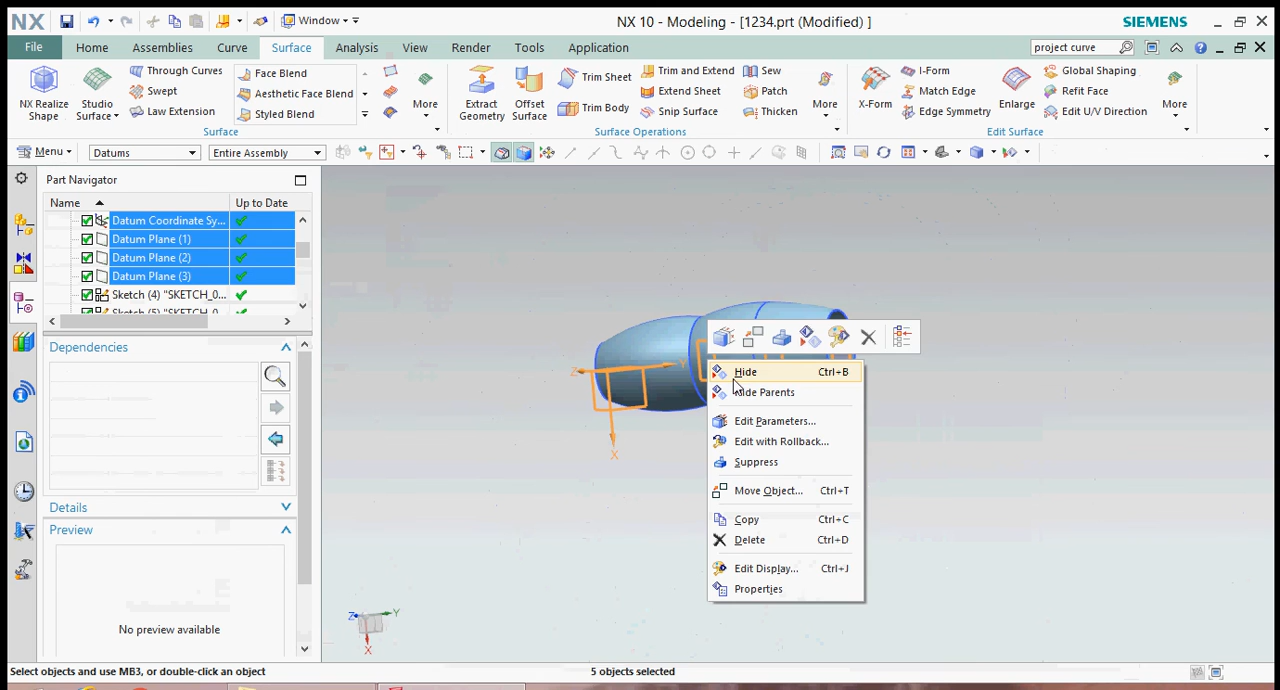 NX
Window
NX 10 - Modeling - [1234.prt (Modified) ]
SIEMENS
File
Home
Assemblies
Curve
Surface
Analysis
View
Render
Tools
Application
project curve
NX Realize Shape
Studio Surface
Through Curves
Swept
Law Extension
Face Blend
Aesthetic Face Blend
Styled Blend
More
Surface
Extract Geometry
Offset Surface
Trim Sheet
Trim Body
Trim and Extend
Extend Sheet
Snip Surface
Sew
Patch
Thicken
More
Surface Operations
X-Form
I-Form
Match Edge
Edge Symmetry
Enlarge
Global Shaping
Refit Face
Edit U/V Direction
More
Edit Surface
Menu
Datums
Entire Assembly
Part Navigator
Name
Up to Date
Datum Coordinate Sy...
Datum Plane (1)
Datum Plane (2)
Datum Plane (3)
Sketch (4) "SKETCH_0...
Dependencies
Details
Preview
No preview available
Z
Y
X
Hide Ctrl+B
Hide Parents
Edit Parameters...
Edit with Rollback...
Suppress
Move Object... Ctrl+T
Copy Ctrl+C
Delete Ctrl+D
Edit Display... Ctrl+J
Properties
Z
Y
X
Select objects and use MB3, or double-click an object
5 objects selected